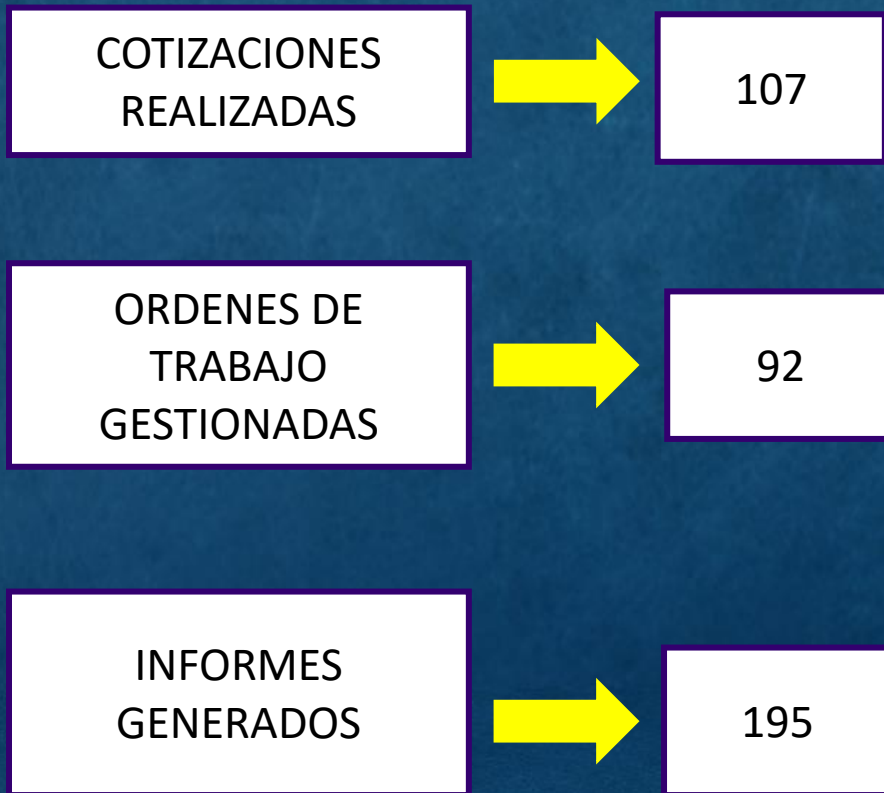 COTIZACIONES
REALIZADAS
107
ORDENES DE
TRABAJO
GESTIONADAS
92
INFORMES
GENERADOS
195